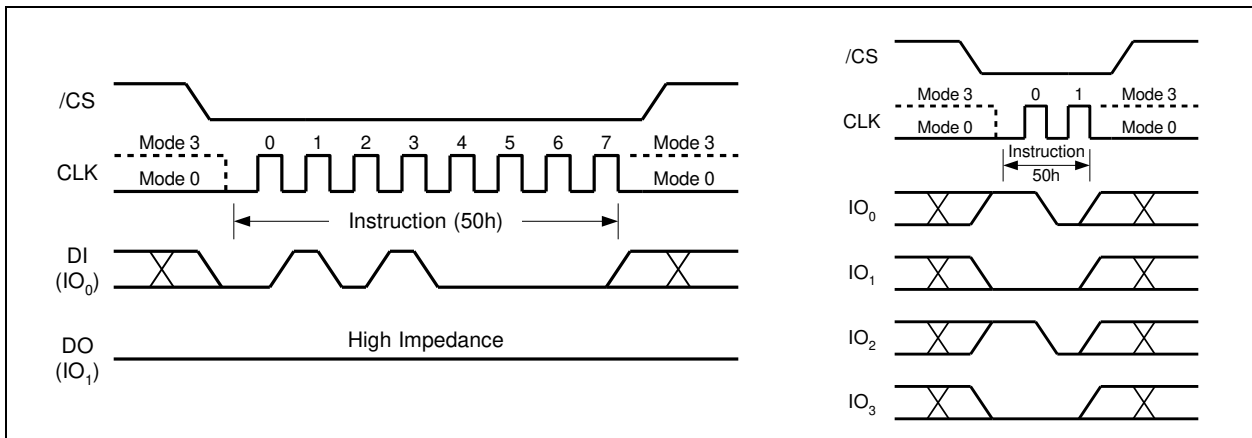 /CS
Mode 3 0 1 2 3 4 5 6 7 Mode 3
CLK Mode 0 Mode 0
Instruction (50h)
DI
(IO0)
High Impedance
DO
(IO1)
/CS
Mode 3 0 1 Mode 3
CLK Mode 0 Mode 0
Instruction
50h
IO0
IO1
IO2
IO3